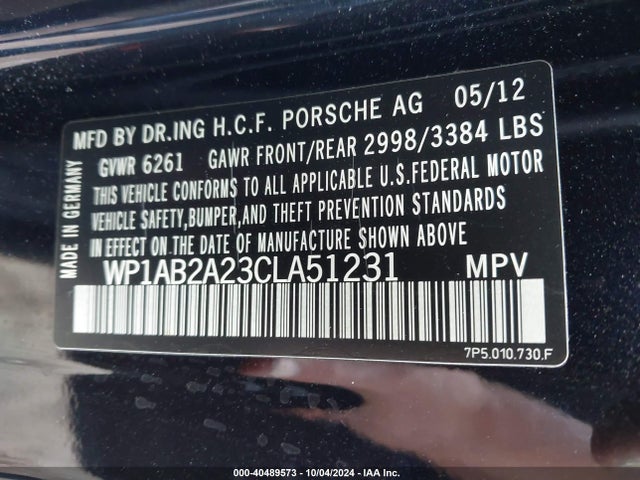 MFD BY DR.ING H.C.F. PORSCHE AG 05/12
GVWR 6261 GAWR FRONT/REAR 2998/3384 LBS
THIS VEHICLE CONFORMS TO ALL APPLICABLE U.S.FEDERAL MOTOR
VEHICLE SAFETY,BUMPER,AND THEFT PREVENTION STANDARDS
IN EFFECT ON THE DATE OF MANUFACTURE SHOWN ABOVE
WP1AB2A23CLA51231 MPV
MADE IN GERMANY
7P5.010.730.F
000-40489573 - 10/04/2024 - IAA Inc.